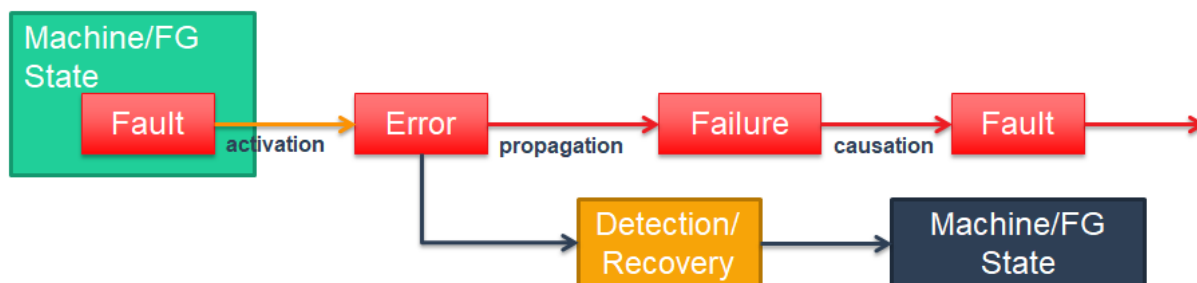 Machine/FG
State
Fault
activation
Error
propagation
Failure
causation
Fault
Detection/
Recovery
Machine/FG
State